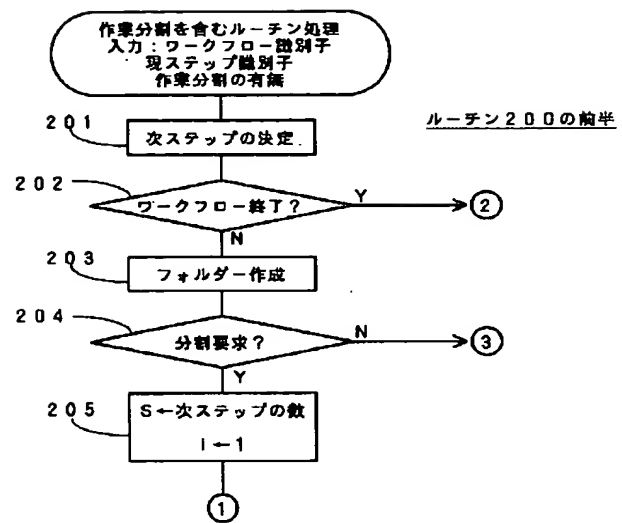 作業分割を含むルーチン処理
入力：ワークフロー識別子
現ステップ識別子
作業分割の有無
ルーチン２００の前半
２０１
次ステップの決定
２０２
ワークフロー終了？
Y
②
N
２０３
フォルダー作成
２０４
分割要求？
N
③
Y
２０５
S←次ステップの数
I←1
①